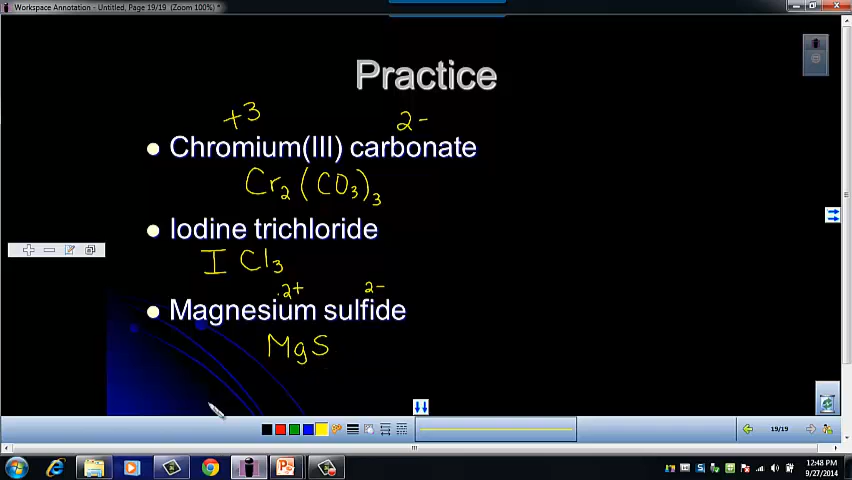 Workspace Annotation - Untitled, Page 19/19 (Zoom 100%) *
Practice
+3 2-
Chromium(III) carbonate
Cr₂(CO₃)₃
Iodine trichloride
I Cl₃
2+ 2-
Magnesium sulfide
MgS
19/19
12:48 PM
9/27/2014